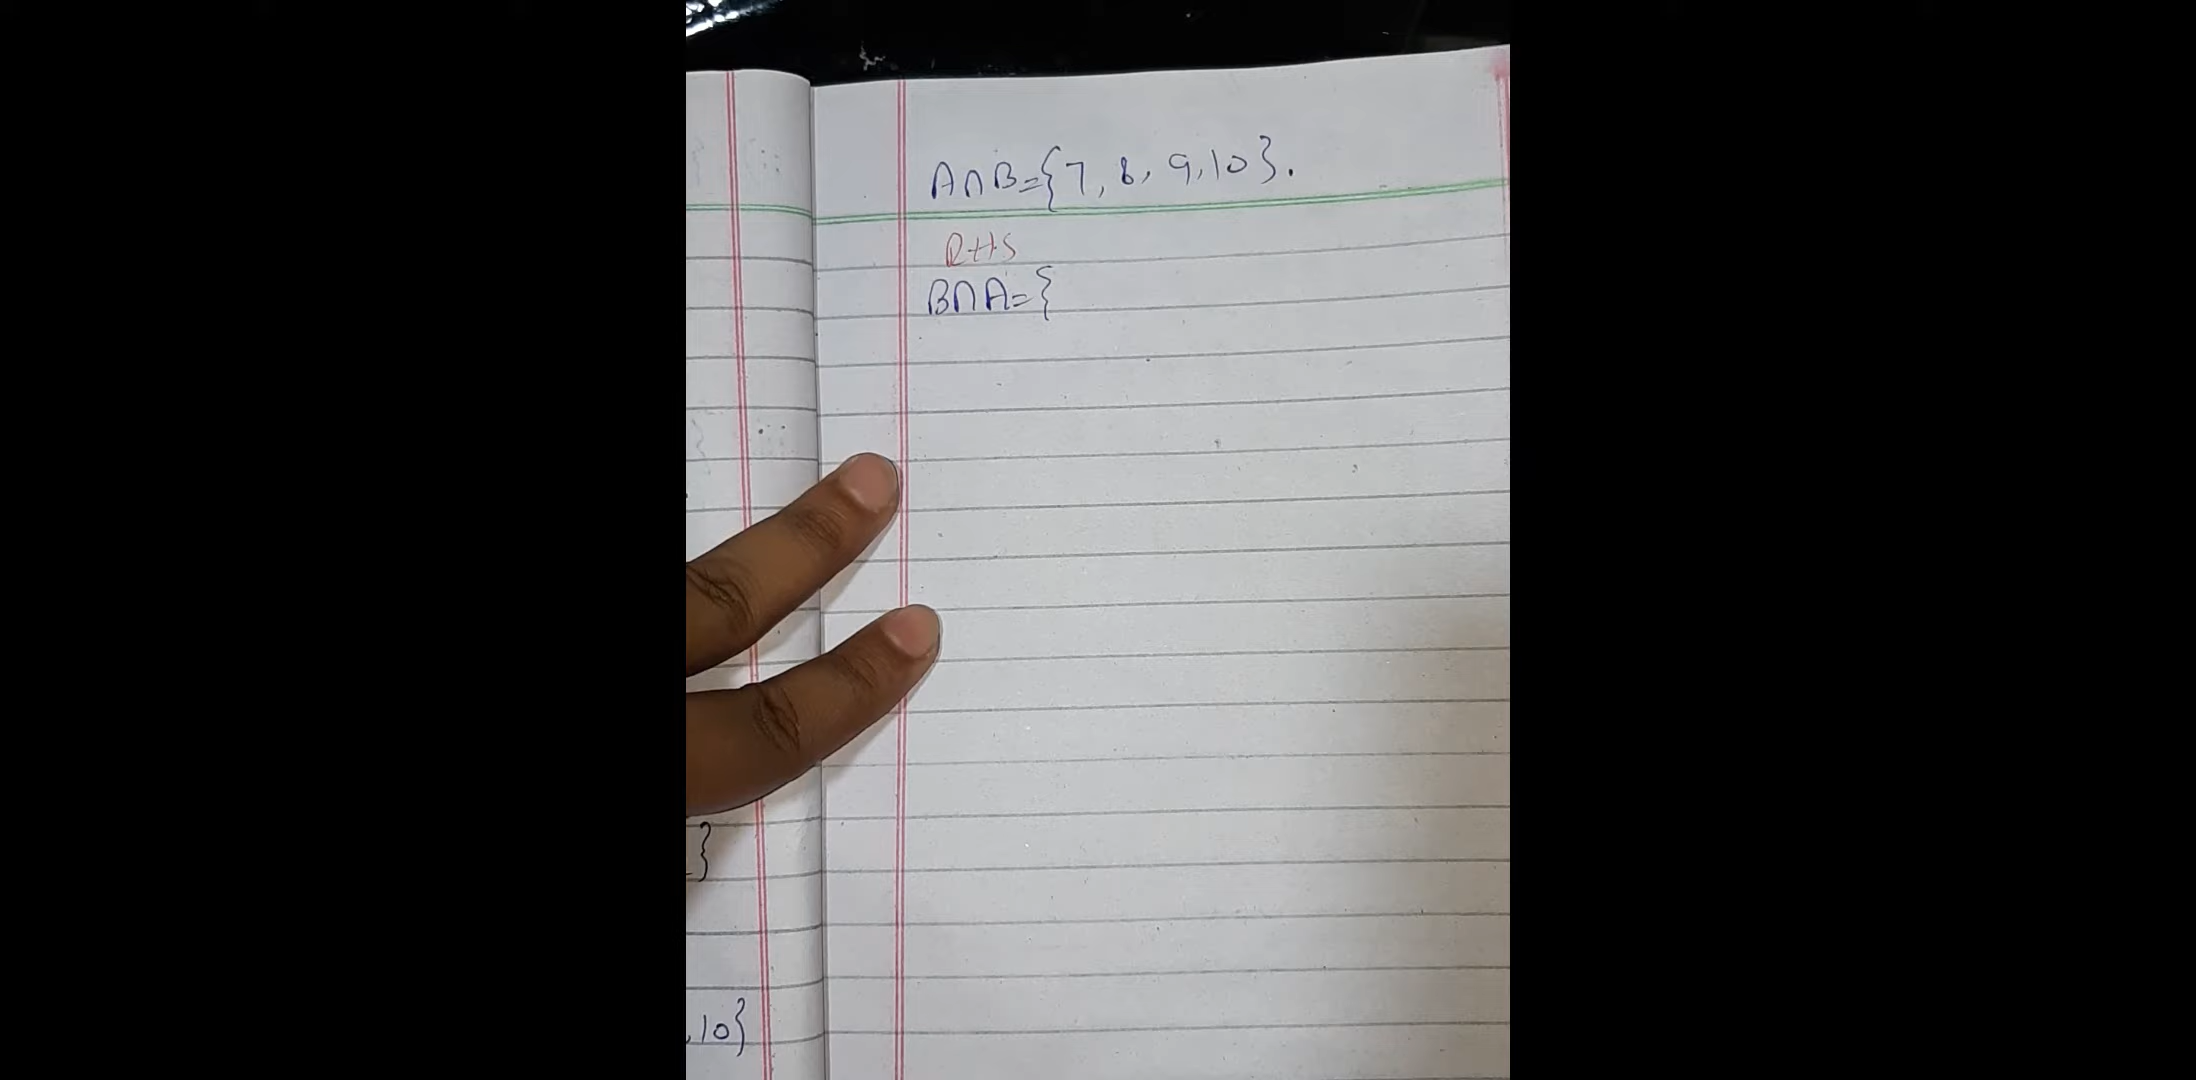 A∩B={7, 8, 9, 10}.
RHS
B∩A={
}
,10}